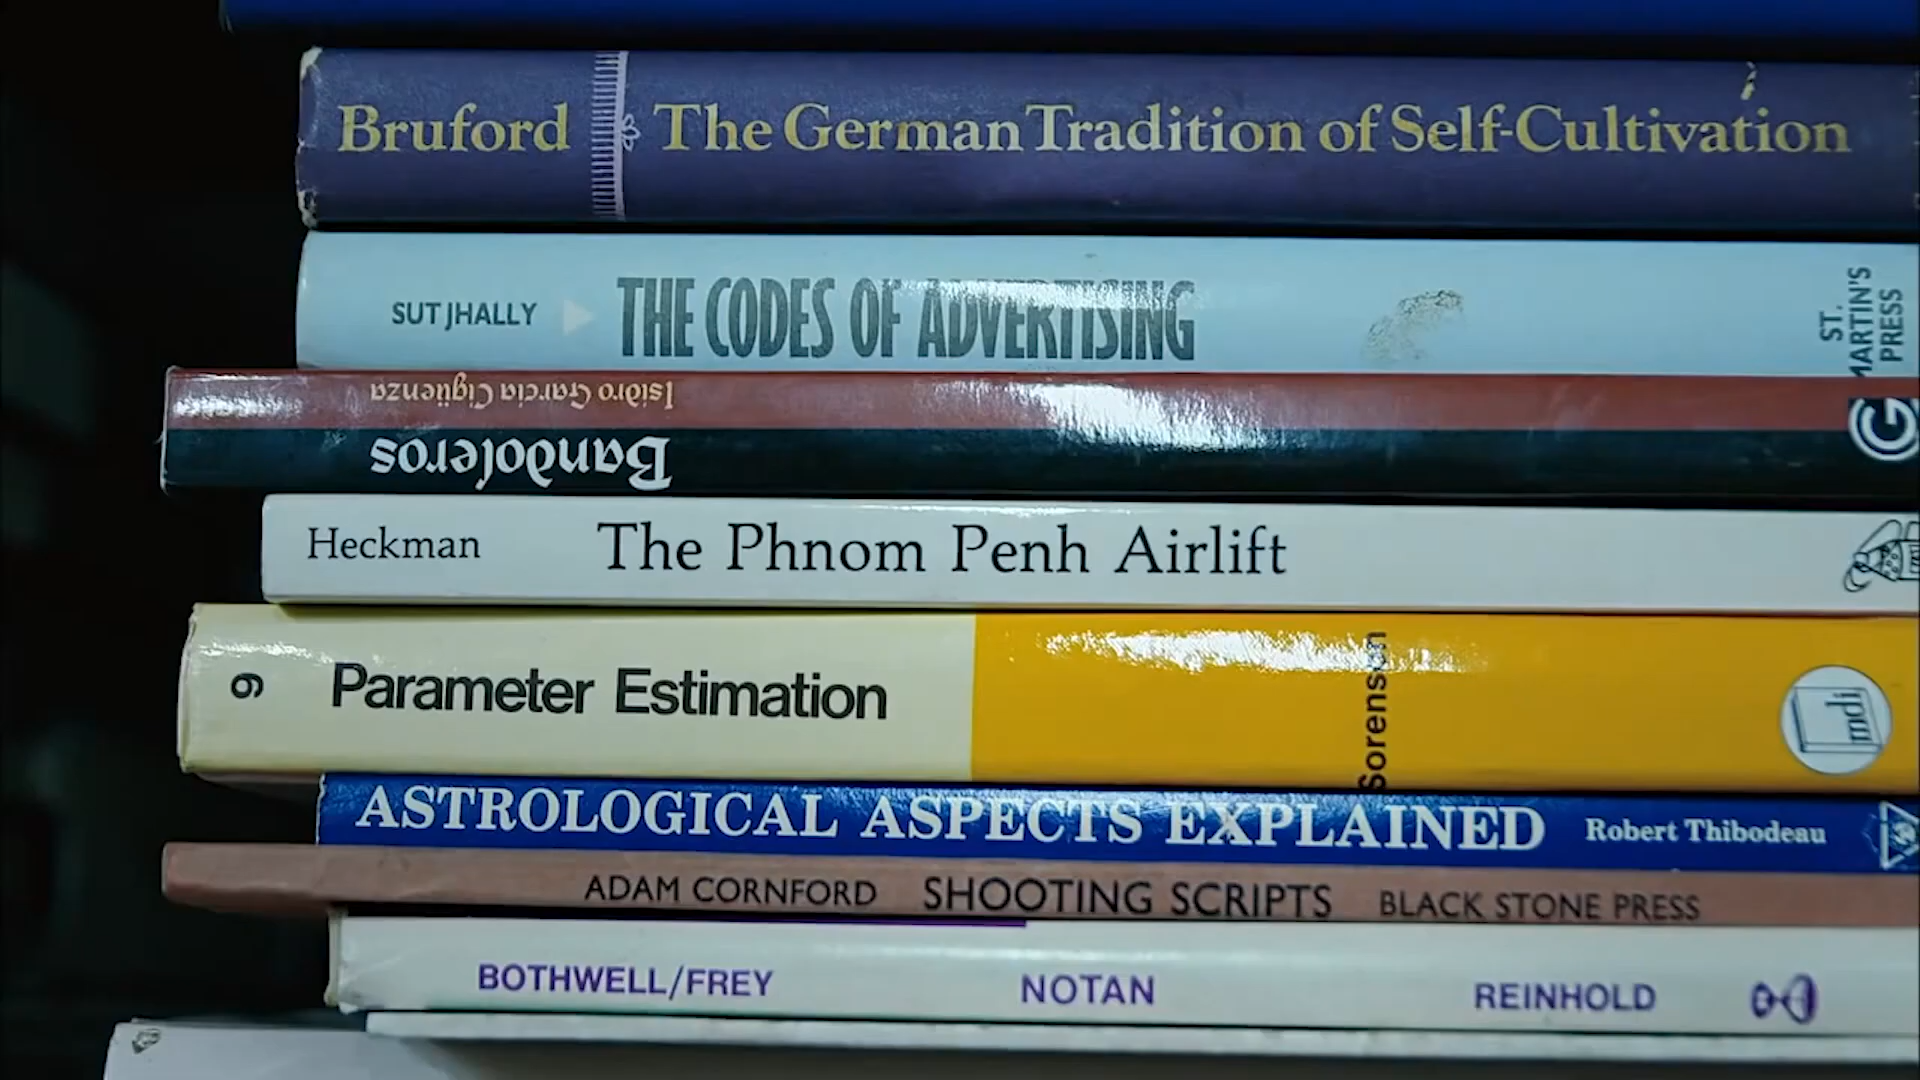 Bruford The German Tradition of Self-Cultivation
SUT JHALLY THE CODES OF ADVERTISING ST. MARTIN'S PRESS
Isidro García Cigüenza
Bandoleros
G
Heckman The Phnom Penh Airlift
9 Parameter Estimation Sorenson mdi
ASTROLOGICAL ASPECTS EXPLAINED Robert Thibodeau
ADAM CORNFORD SHOOTING SCRIPTS BLACK STONE PRESS
BOTHWELL/FREY NOTAN REINHOLD